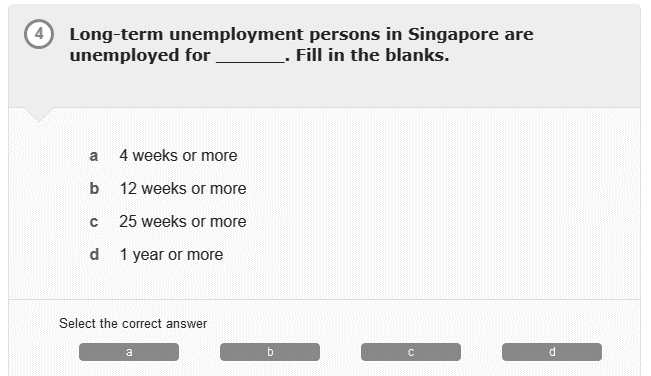 4 Long-term unemployment persons in Singapore are
unemployed for _______. Fill in the blanks.
a 4 weeks or more
b 12 weeks or more
c 25 weeks or more
d 1 year or more
Select the correct answer
a b c d